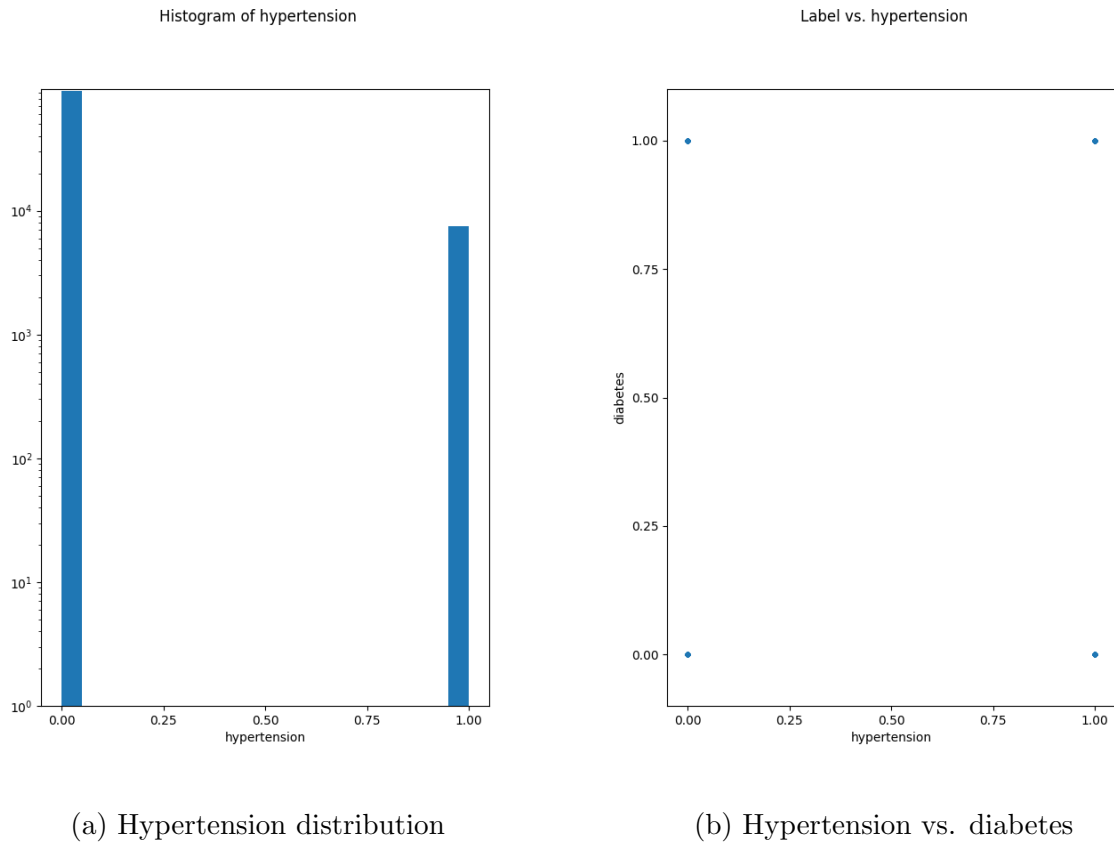 Histogram of hypertension
10^4
10^3
10^2
10^1
10^0
0.00 0.25 0.50 0.75 1.00
hypertension
(a) Hypertension distribution
Label vs. hypertension
1.00
0.75
0.50
0.25
0.00
diabetes
0.00 0.25 0.50 0.75 1.00
hypertension
(b) Hypertension vs. diabetes